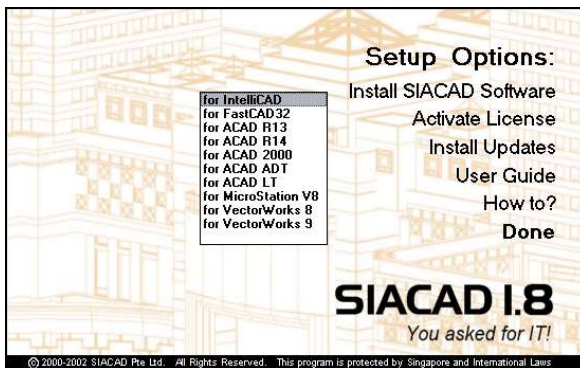 Setup Options:
Install SIACAD Software
Activate License
Install Updates
User Guide
How to?
Done
for IntelliCAD
for FastCAD32
for ACAD R13
for ACAD R14
for ACAD 2000
for ACAD ADT
for ACAD LT
for MicroStation V8
for VectorWorks 8
for VectorWorks 9
SIACAD 1.8
You asked for IT!
© 2000-2002 SIACAD Pte Ltd. All Rights Reserved. This program is protected by Singapore and International Laws